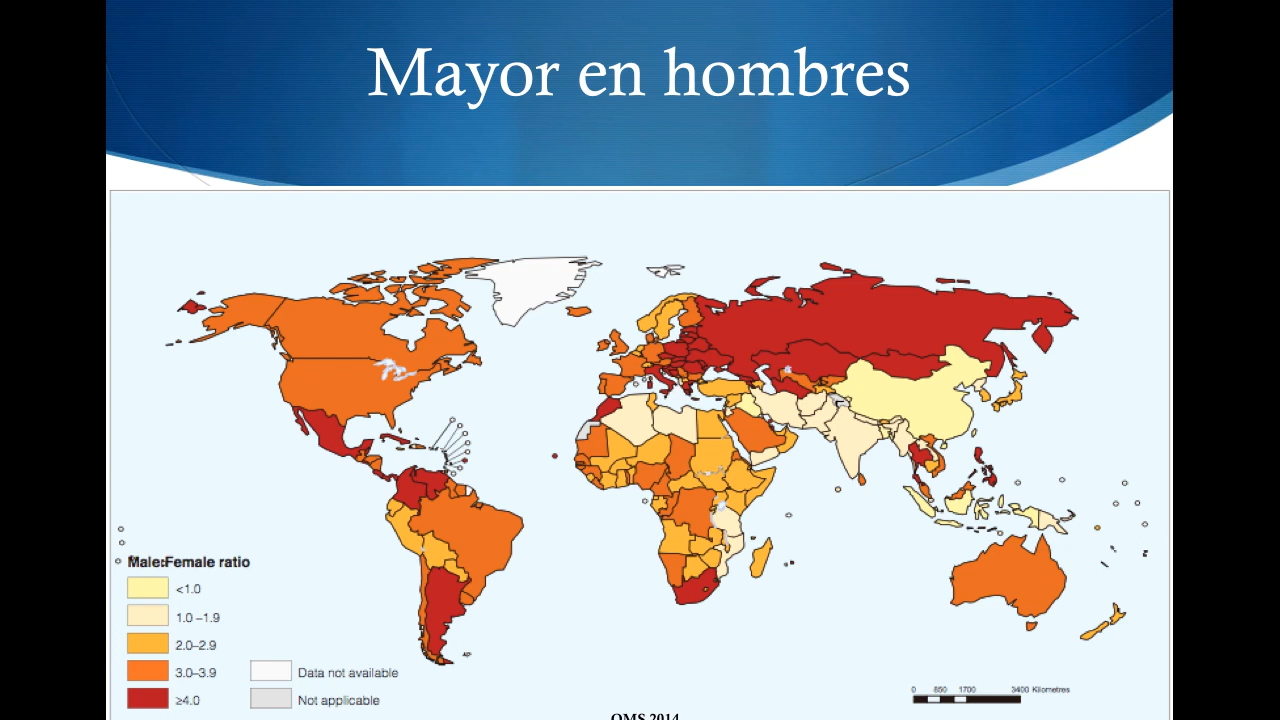 Mayor en hombres
Male:Female ratio
<1.0
1.0 –1.9
2.0–2.9
3.0–3.9
≥4.0
Data not available
Not applicable
0 850 1700 3400 Kilometres
OMS 2014